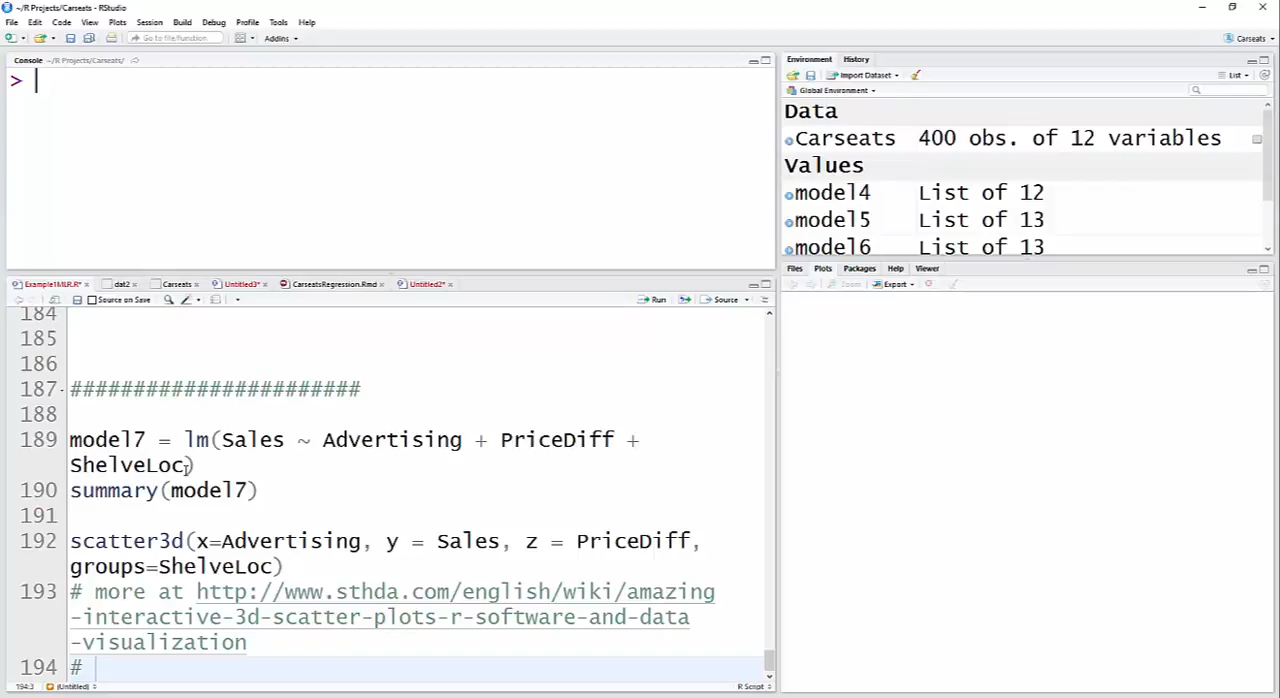 ~/R Projects/Carseats - RStudio
File Edit Code View Plots Session Build Debug Profile Tools Help
Go to file/function Addins Carseats
Console ~/R Projects/Carseats/
>
Environment History
Import Dataset List
Global Environment
Data
Carseats 400 obs. of 12 variables
Values
model4 List of 12
model5 List of 13
model6 List of 13
Files Plots Packages Help Viewer
Zoom Export
Example1MLR.R* dat2 Carseats Untitled3* CarseatsRegression.Rmd Untitled2*
Source on Save Run Source
184
185
186
187 #######################
188
189 model7 = lm(Sales ~ Advertising + PriceDiff +
ShelveLoc)
190 summary(model7)
191
192 scatter3d(x=Advertising, y = Sales, z = PriceDiff,
groups=ShelveLoc)
193 # more at http://www.sthda.com/english/wiki/amazing
-interactive-3d-scatter-plots-r-software-and-data
-visualization
194 #
194:3 (Untitled) R Script